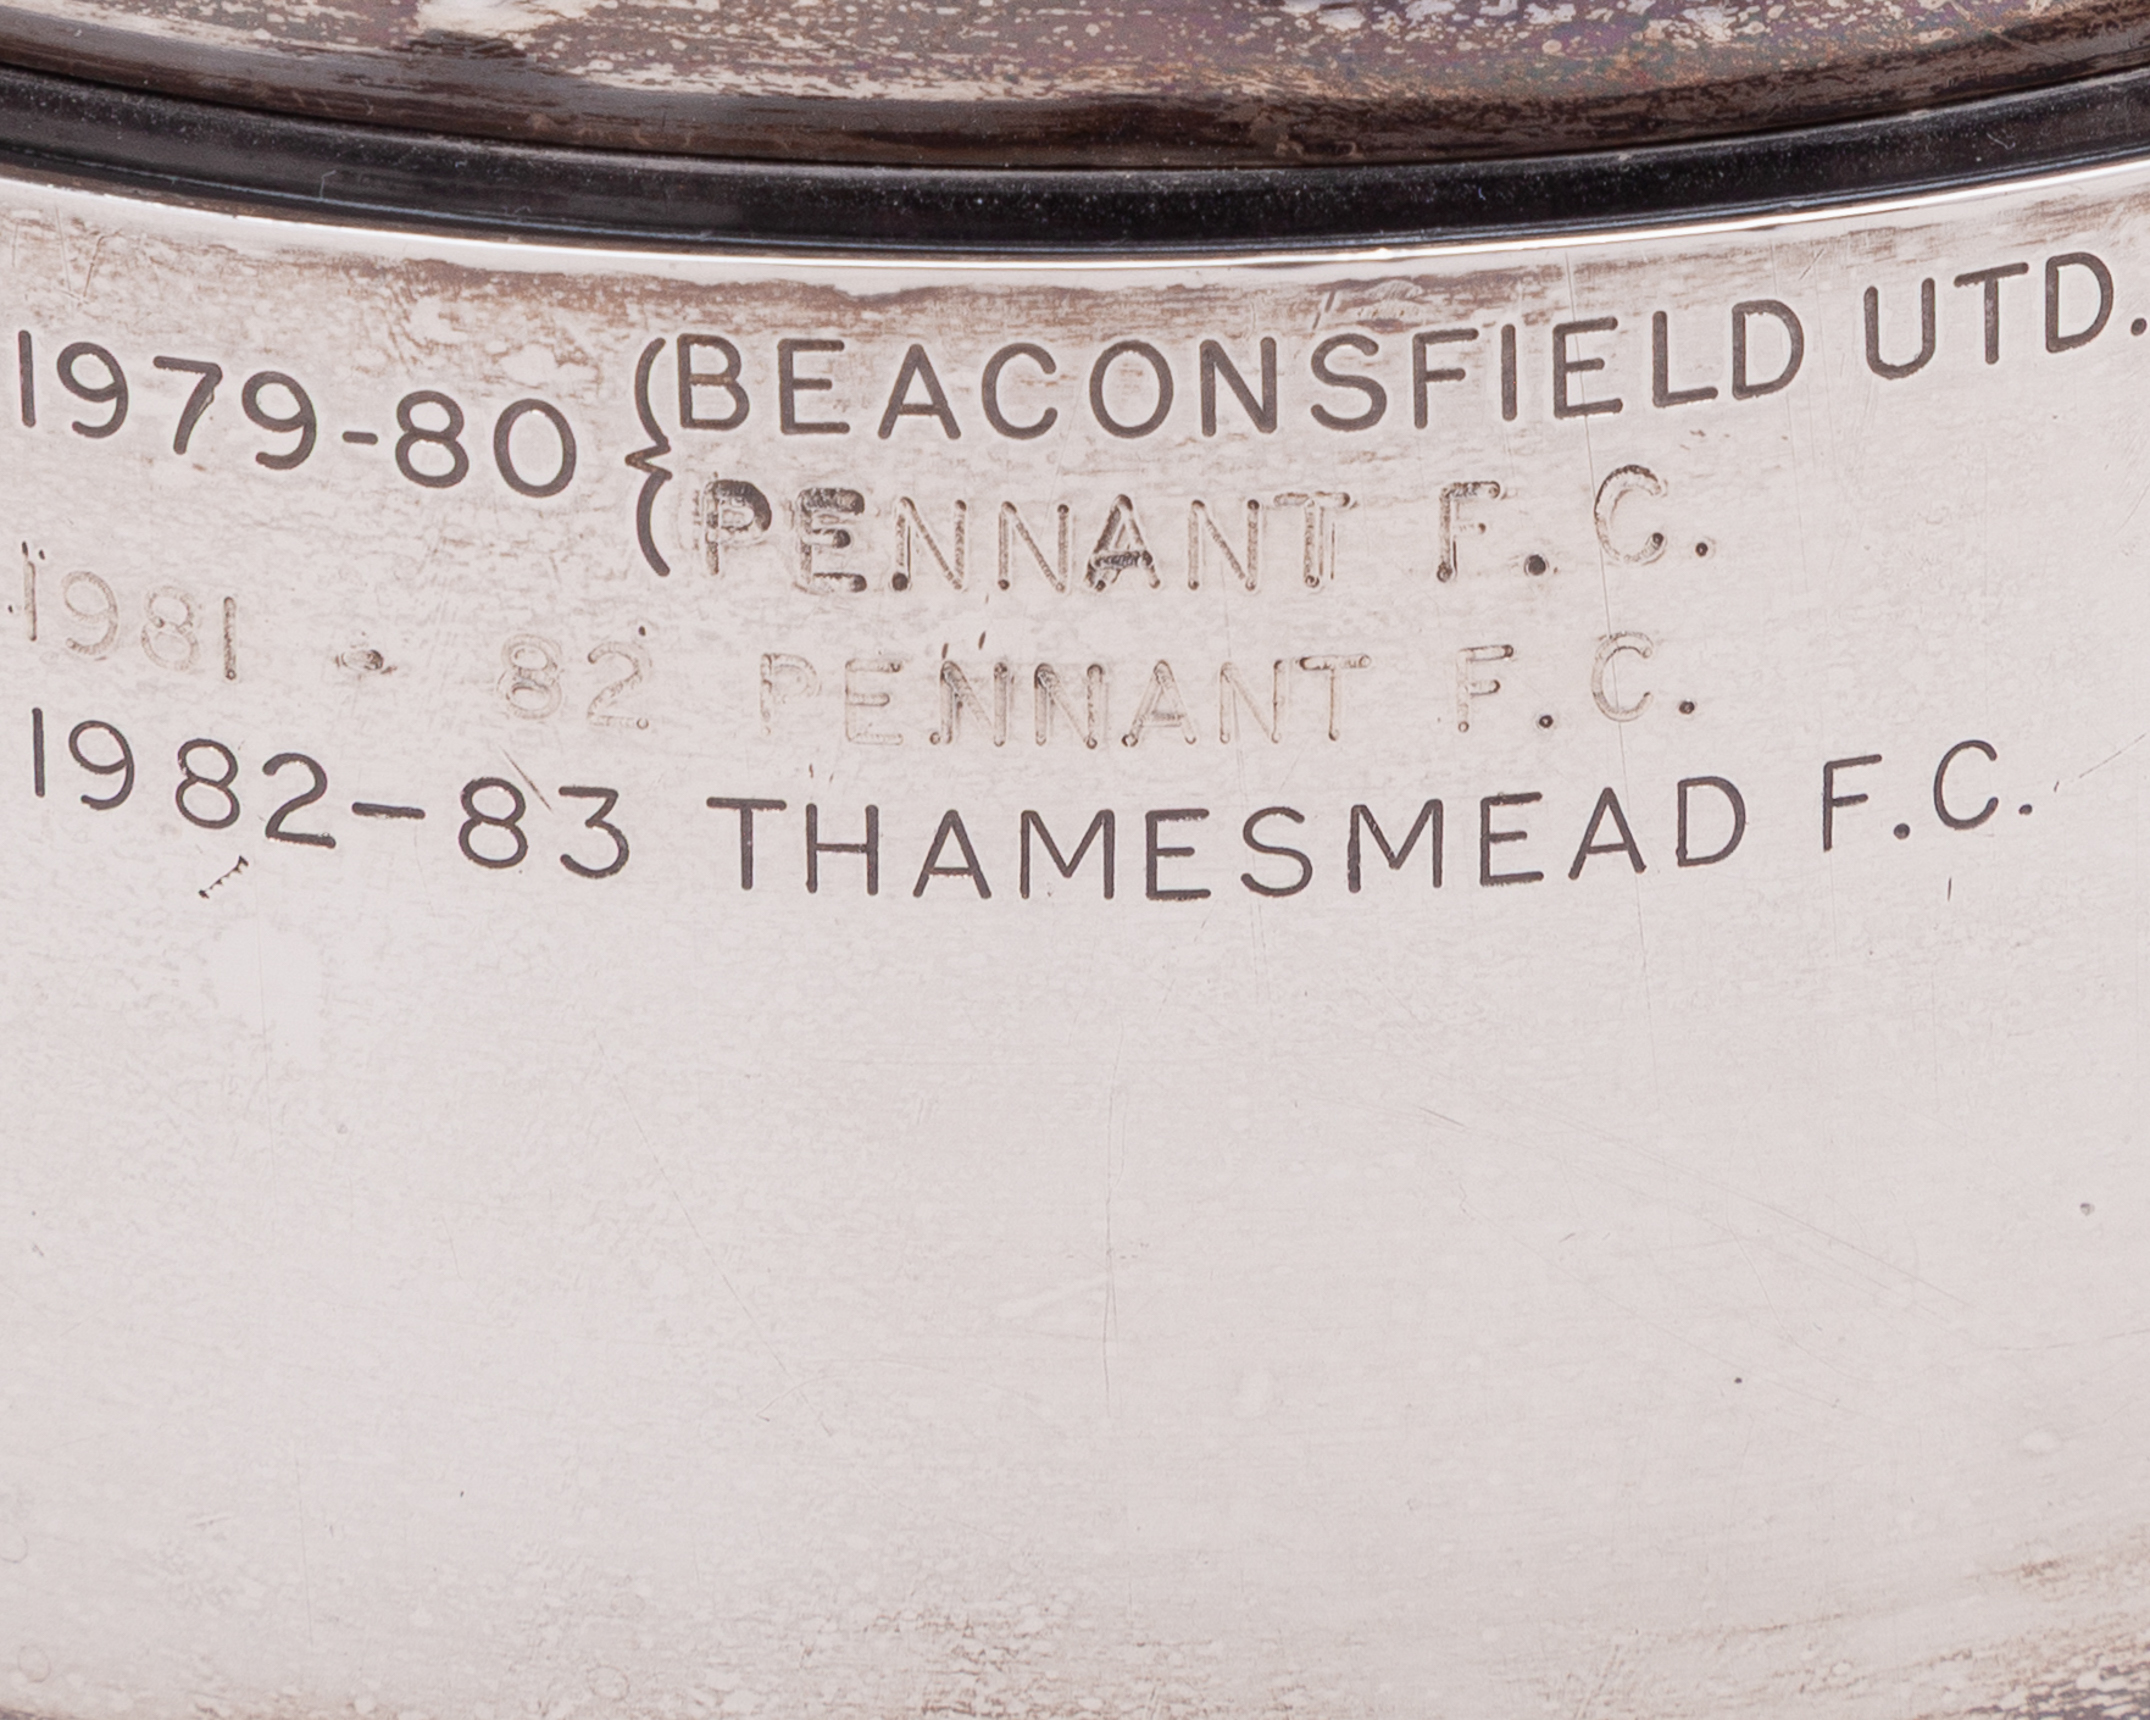 1979-80 { BEACONSFIELD UTD.
PENNANT F.C.
1981 - 82 PENNANT F.C.
1982-83 THAMESMEAD F.C.